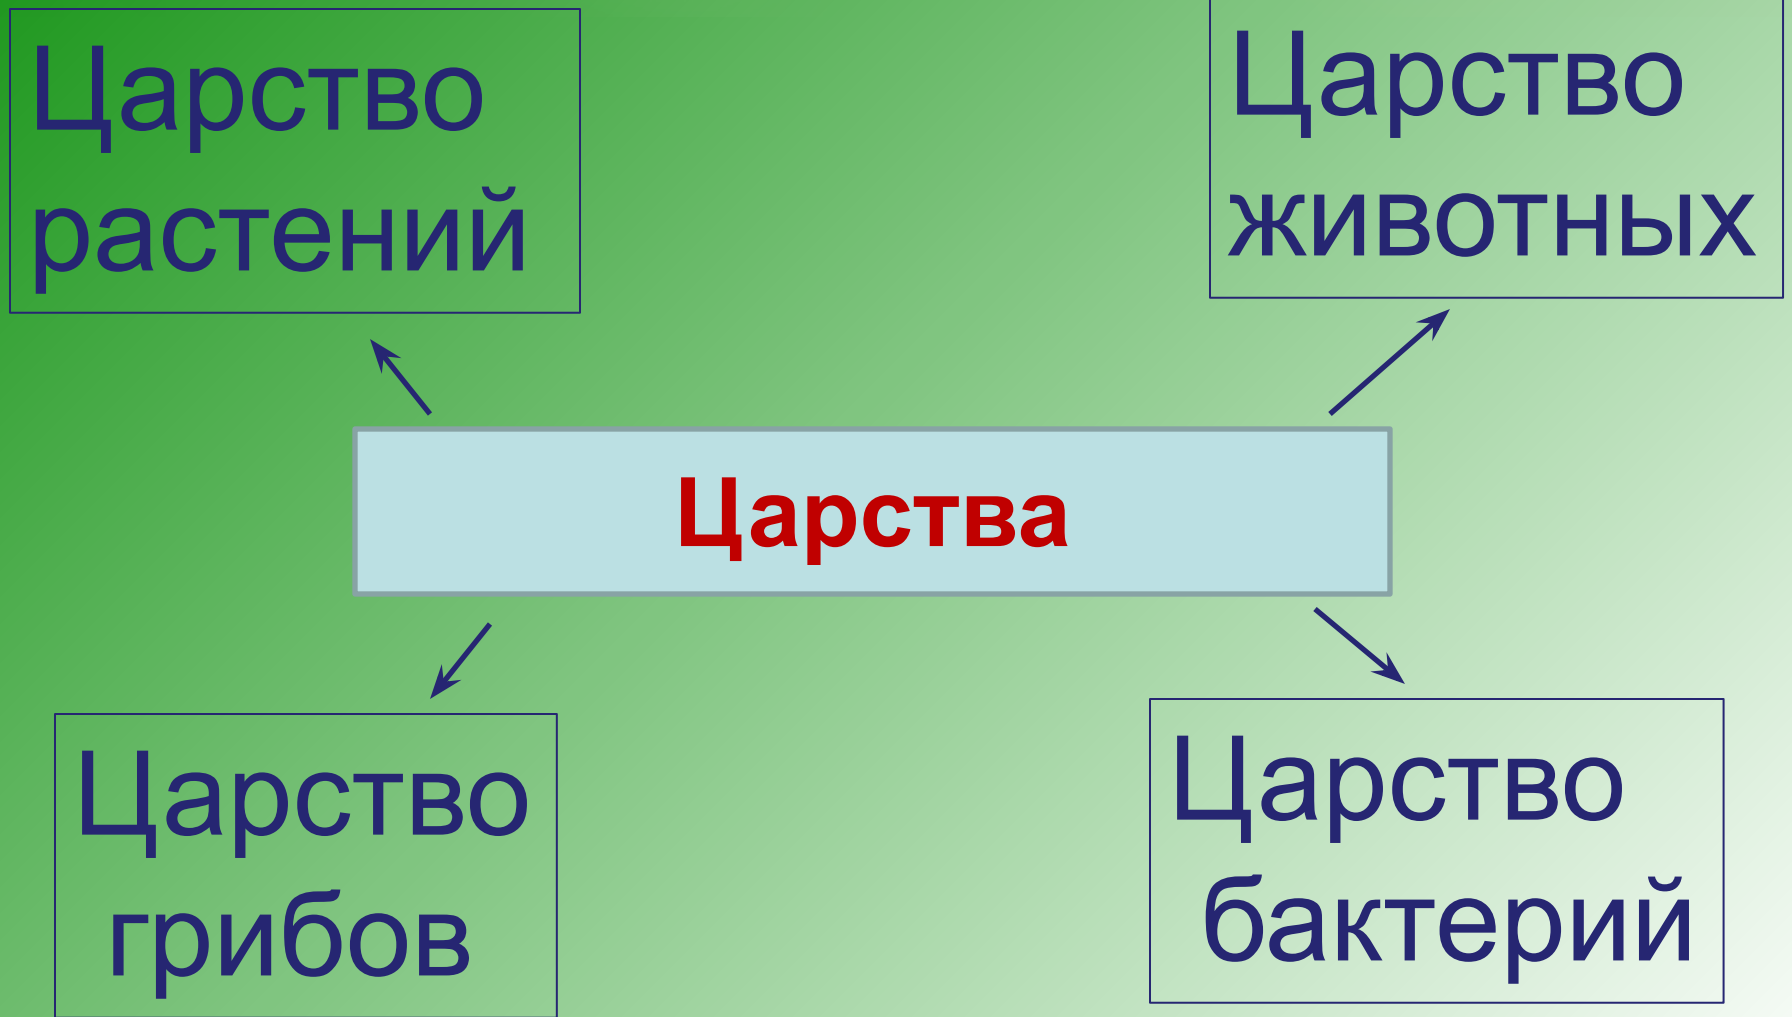 Царство
растений
Царство
животных
Царства
Царство
грибов
Царство
бактерий